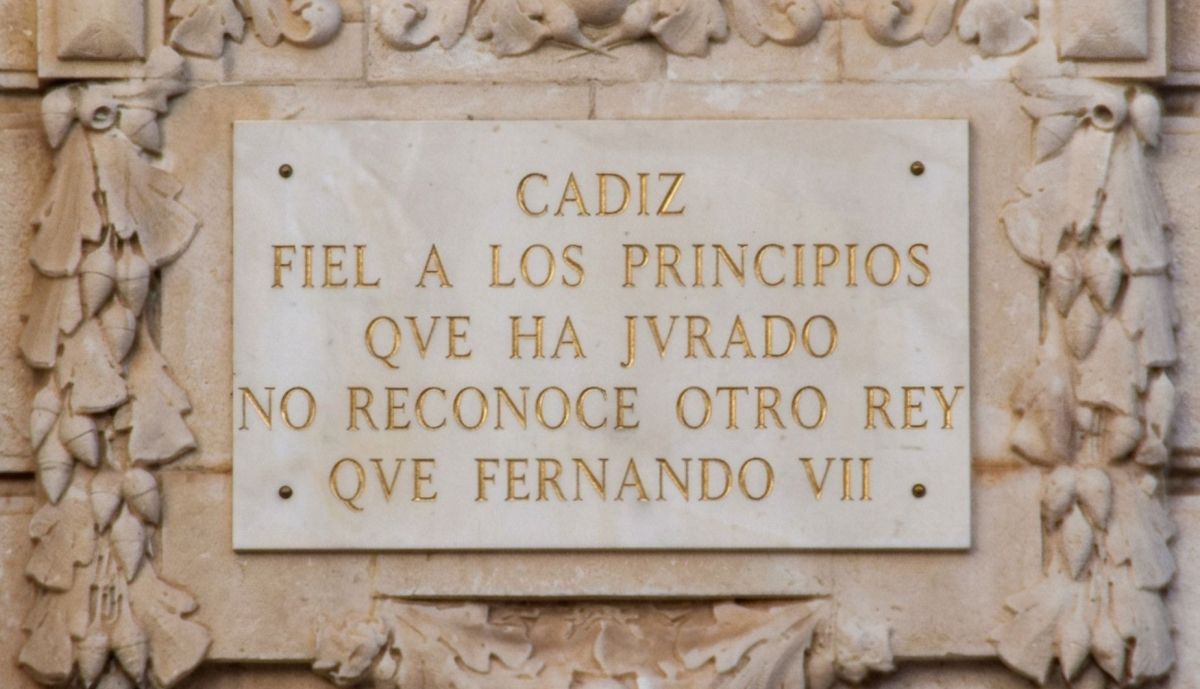 CADIZ
FIEL A LOS PRINCIPIOS
QVE HA JVRADO
NO RECONOCE OTRO REY
QVE FERNANDO VII